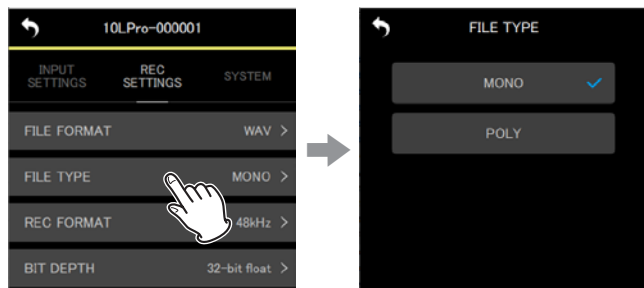 10LPro-000001
INPUT
SETTINGS
REC
SETTINGS
SYSTEM
FILE FORMAT WAV >
FILE TYPE MONO >
REC FORMAT 48kHz >
BIT DEPTH 32-bit float >
FILE TYPE
MONO
POLY